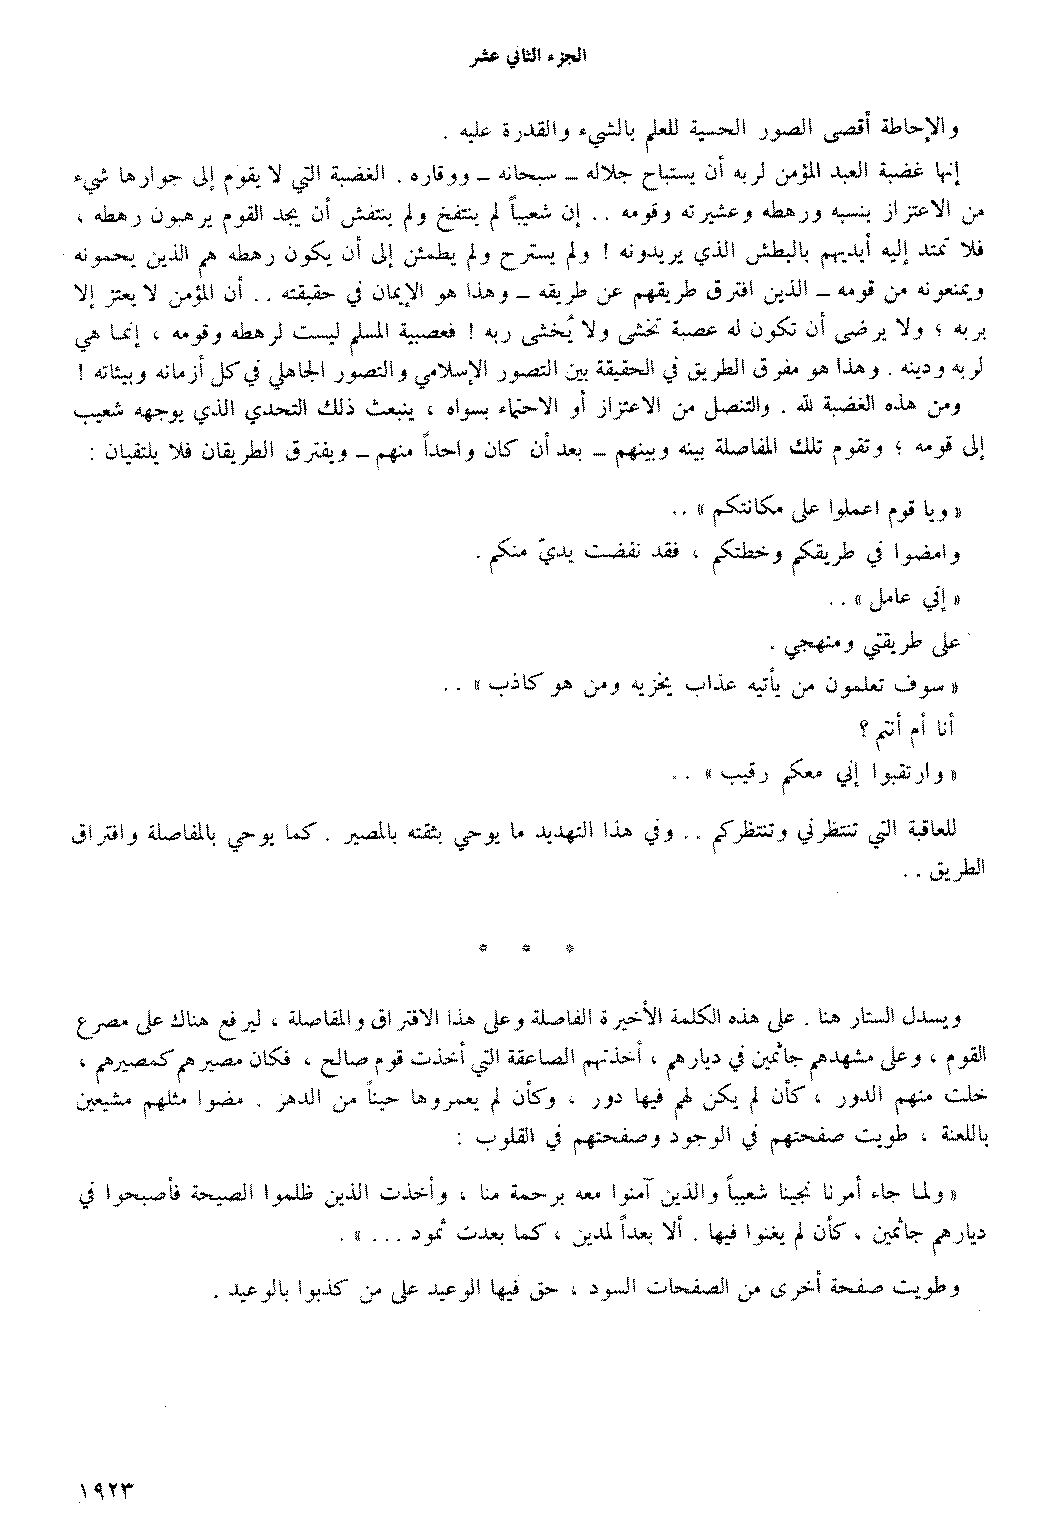 الجزء الثاني عشر
والإحاطة أقصى الصور الحسية للعلم بالشيء والقدرة عليه .
إنها غضبة العبد المؤمن لربه أن يستباح جلاله – سبحانه – ووقاره . الغضبة التي لا يقوم إلى جوارها شيء
من الاعتزاز بنسبه ورهطه وعشيرته وقومه .. إن شعيباً لم ينتفخ ولم ينتفش أن يجد القوم يرهبون رهطه ،
فلا تمتد إليه أيديهم بالبطش الذي يريدونه ! ولم يسترح ولم يطمئن إلى أن يكون رهطه هم الذين يحمونه
ويمنعونه من قومه – الذين افترق طريقهم عن طريقه – وهذا هو الإيمان في حقيقته .. أن المؤمن لا يعتز إلا
بربه ؛ ولا يرضى أن تكون له عصبة تخشى ولا يُخشى ربه ! فعصبية المسلم ليست لرهطه وقومه ، إنما هي
لربه ودينه . وهذا هو مفرق الطريق في الحقيقة بين التصور الإسلامي والتصور الجاهلي في كل أزمانه وبيئاته !
ومن هذه الغضبة لله . والتنصل من الاعتزاز أو الاحتماء بسواه ، ينبعث ذلك التحدي الذي يوجهه شعيب
إلى قومه ؛ وتقوم تلك المفاصلة بينه وبينهم – بعد أن كان واحداً منهم – ويفترق الطريقان فلا يلتقيان :
« ويا قوم اعملوا على مكانتكم » ..
وامضوا في طريقكم وخطتكم ، فقد نفضت يديّ منكم .
« إني عامل » ..
على طريقتي ومنهجي .
« سوف تعلمون من يأتيه عذاب يخزيه ومن هو كاذب » ..
أنا أم أنتم ؟
« وارتقبوا إني معكم رقيب » ..
للعاقبة التي تنتظرني وتنتظركم .. وفي هذا التهديد ما يوحي بثقته بالمصير . كما يوحي بالمفاصلة وافتراق
الطريق ..
* * *
ويسدل الستار هنا . على هذه الكلمة الأخيرة الفاصلة وعلى هذا الافتراق والمفاصلة ، ليرفع هناك على مصرع
القوم ، وعلى مشهدهم جاثمين في ديارهم ، أخذتهم الصاعقة التي أخذت قوم صالح ، فكان مصيرهم كمصيرهم ،
خلت منهم الدور ، كأن لم يكن لهم فيها دور ، وكأن لم يعمروها حيناً من الدهر . مضوا مثلهم مشيعين
باللعنة ، طويت صفحتهم في الوجود وصفحتهم في القلوب :
« ولما جاء أمرنا نجينا شعيباً والذين آمنوا معه برحمة منا ، وأخذت الذين ظلموا الصيحة فأصبحوا في
ديارهم جاثمين ، كأن لم يغنوا فيها . ألا بعداً لمدين ، كما بعدت ثمود ... » .
وطويت صفحة أخرى من الصفحات السود ، حق فيها الوعيد على من كذبوا بالوعيد .
١٩٢٣